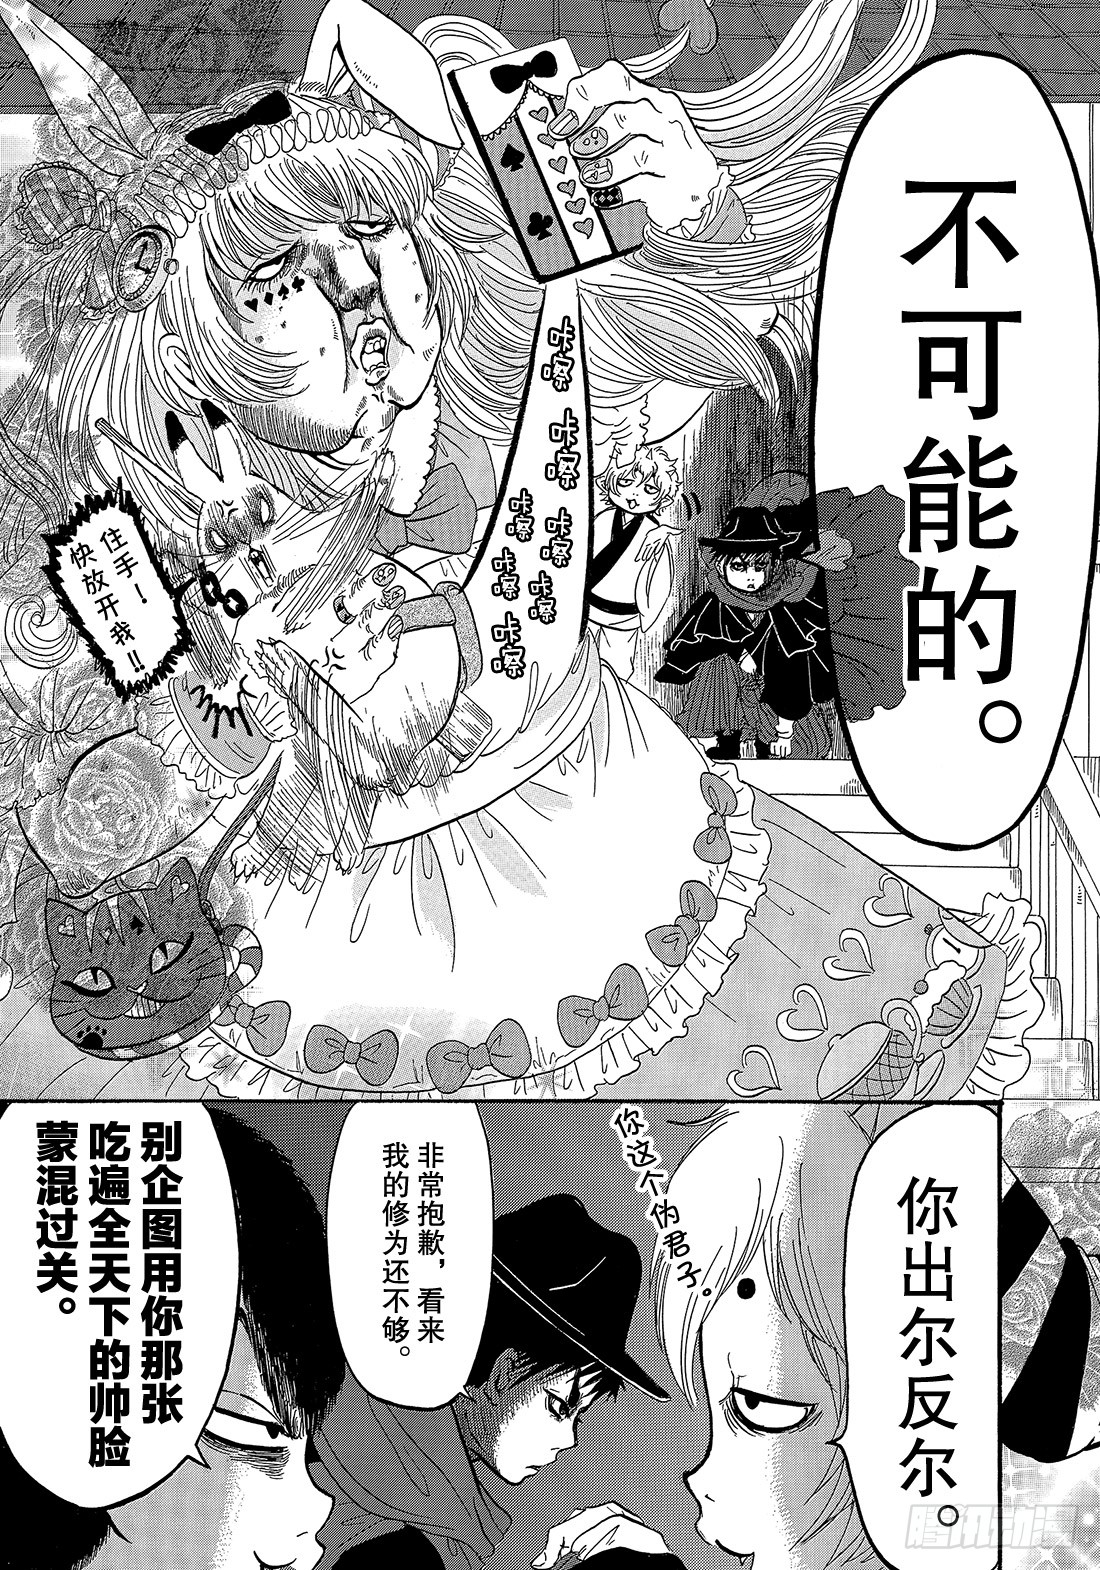 不可能的。
咔嚓
咔嚓
咔嚓
咔嚓
咔嚓
咔嚓
咔嚓
咔嚓
住手！
快放开我!!
你出尔反尔。
你这个伪君子。
非常抱歉，看来
我的修为还不够。
别企图用你那张
吃遍全天下的帅脸
蒙混过关。
腾讯动漫